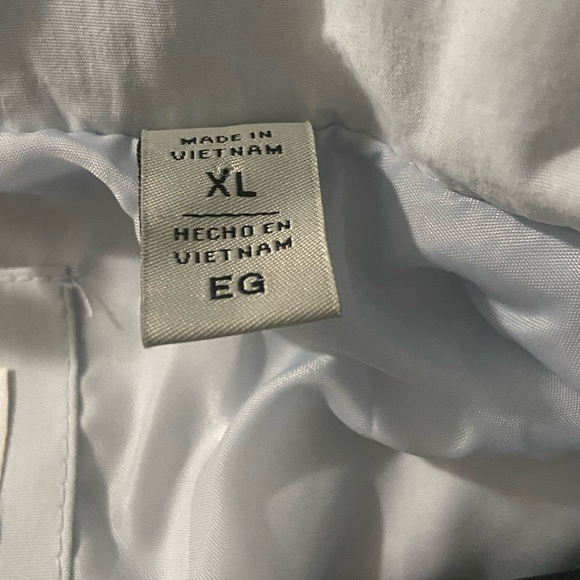 MADE IN
VIETNAM
XL
HECHO EN
VIETNAM
EG